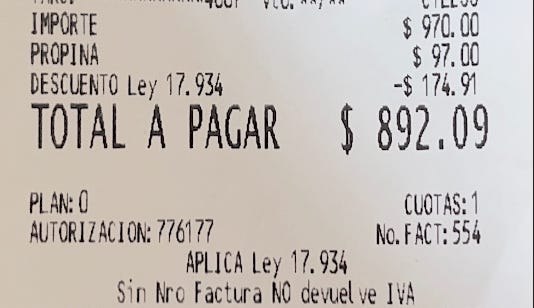 IMPORTE $ 970.00
PROPINA $ 97.00
DESCUENTO Ley 17.934 -$ 174.91
TOTAL A PAGAR $ 892.09
PLAN: 0 CUOTAS: 1
AUTORIZACION: 776177 No. FACT: 554
APLICA Ley 17.934
Sin Nro Factura NO devuelve IVA